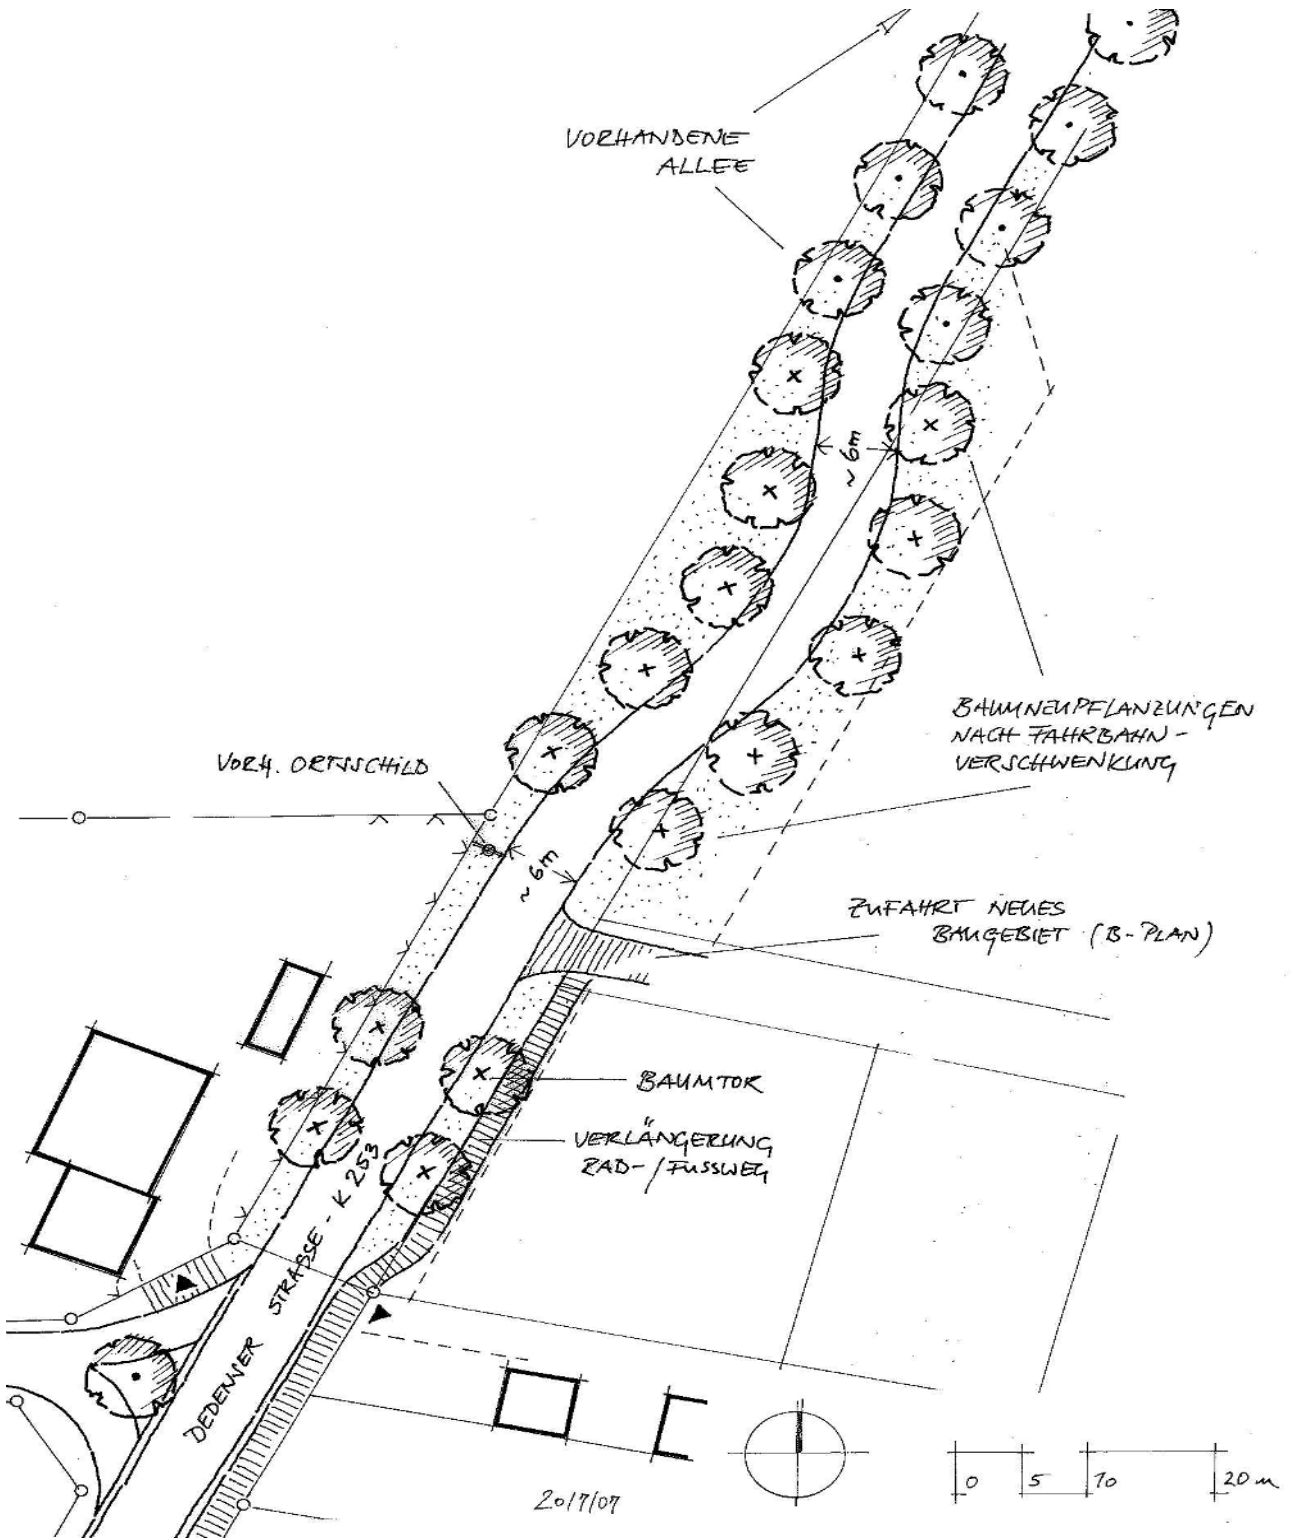 VORHANDENE
ALLEE
~ 6m
BAUMNEUPFLANZUNGEN
NACH FAHRBAHN-
VERSCHWENKUNG
VORH. ORTSSCHILD
~ 6m
ZUFAHRT NEUES
BAUGEBIET (B-PLAN)
BAUMTOR
VERLÄNGERUNG
RAD-/FUSSWEG
DEDENSER STRASSE - K 253
0 5 10 20 m
20/7/07